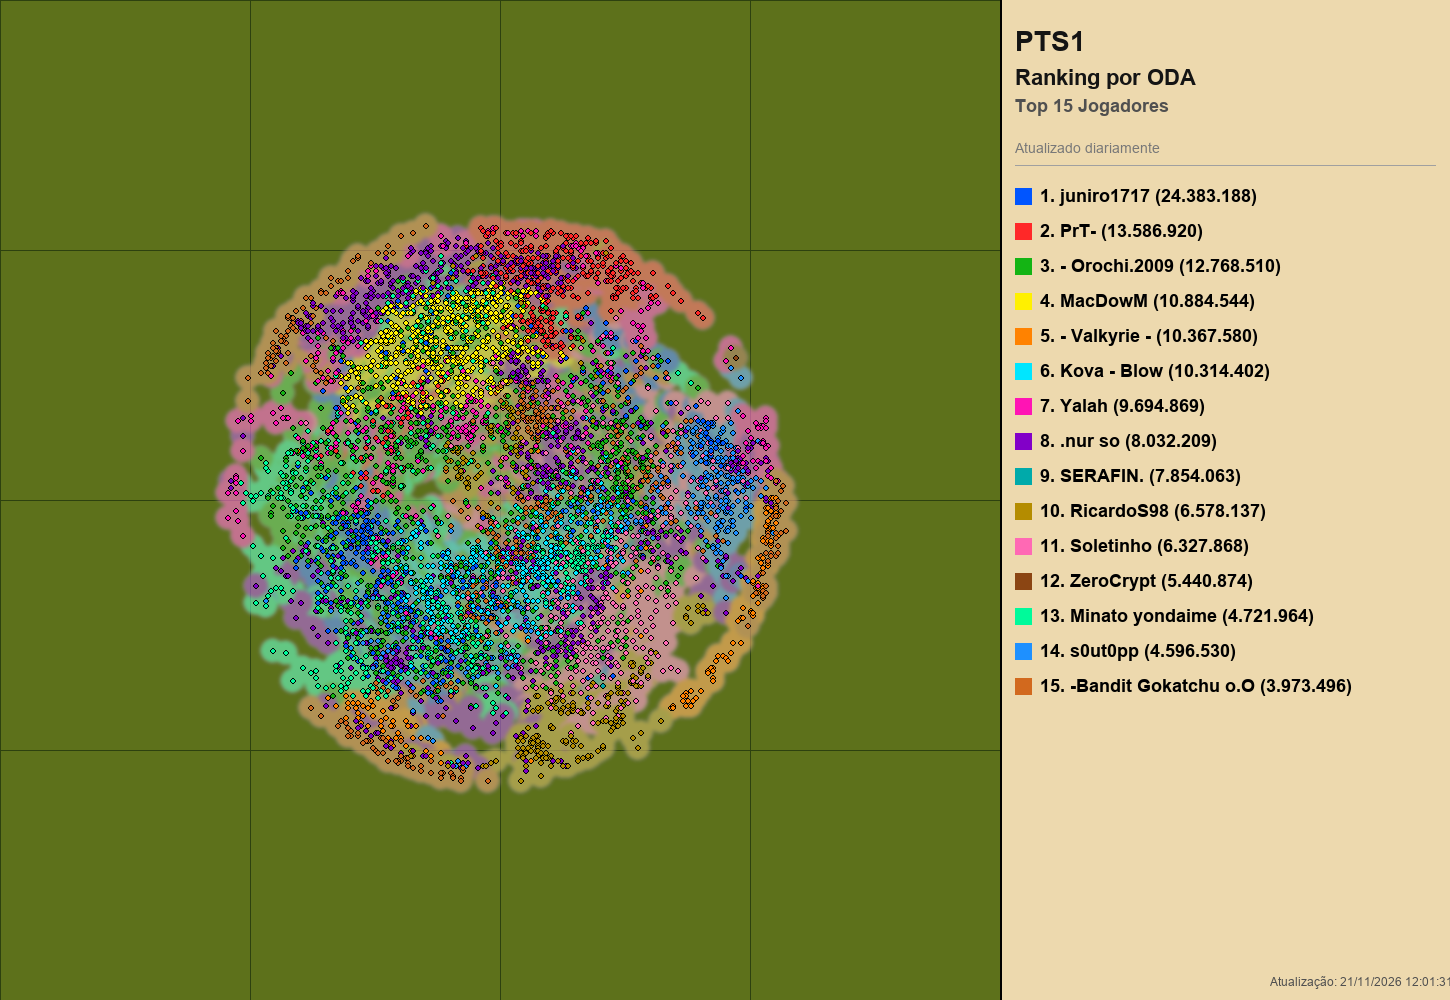 PTS1
Ranking por ODA
Top 15 Jogadores
Atualizado diariamente
1. juniro1717 (24.383.188)
2. PrT- (13.586.920)
3. - Orochi.2009 (12.768.510)
4. MacDowM (10.884.544)
5. - Valkyrie - (10.367.580)
6. Kova - Blow (10.314.402)
7. Yalah (9.694.869)
8. .nur so (8.032.209)
9. SERAFIN. (7.854.063)
10. RicardoS98 (6.578.137)
11. Soletinho (6.327.868)
12. ZeroCrypt (5.440.874)
13. Minato yondaime (4.721.964)
14. s0ut0pp (4.596.530)
15. -Bandit Gokatchu o.O (3.973.496)
Atualização: 21/11/2026 12:01:31